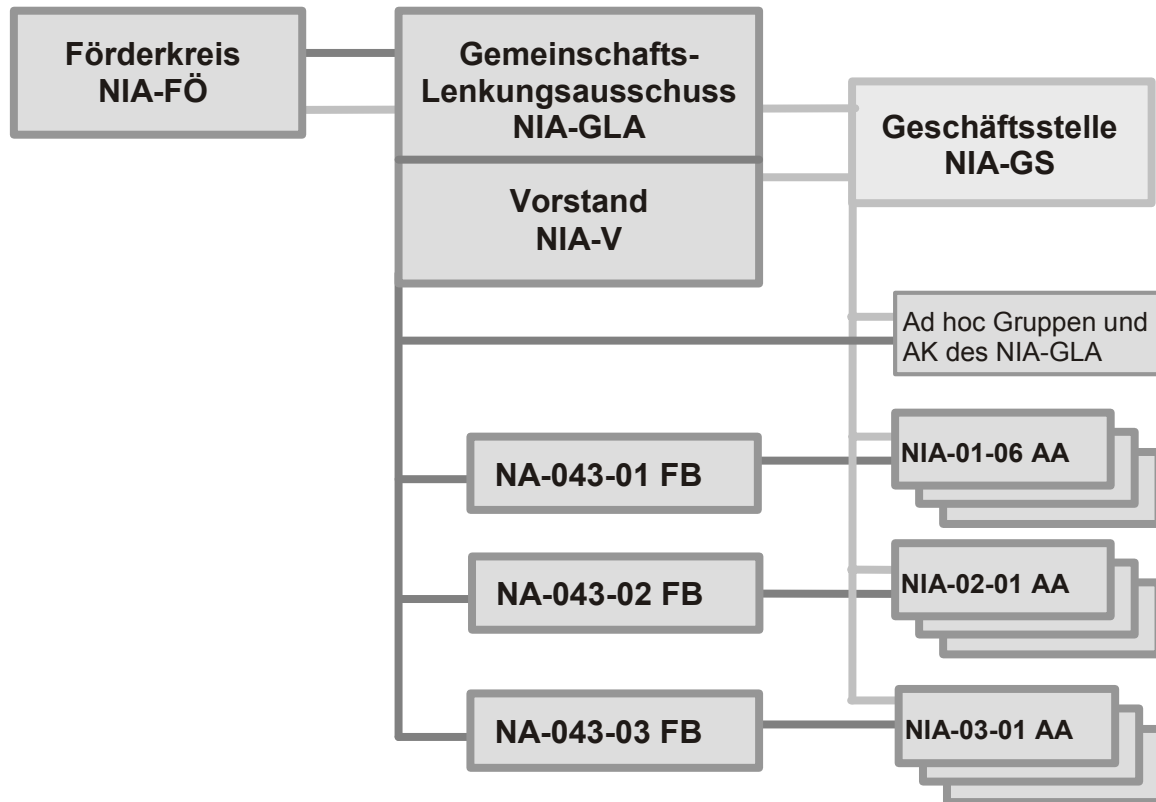 Förderkreis
NIA-FÖ
Gemeinschafts-
Lenkungsausschuss
NIA-GLA
Vorstand
NIA-V
Geschäftsstelle
NIA-GS
Ad hoc Gruppen und
AK des NIA-GLA
NA-043-01 FB
NIA-01-06 AA
NA-043-02 FB
NIA-02-01 AA
NA-043-03 FB
NIA-03-01 AA